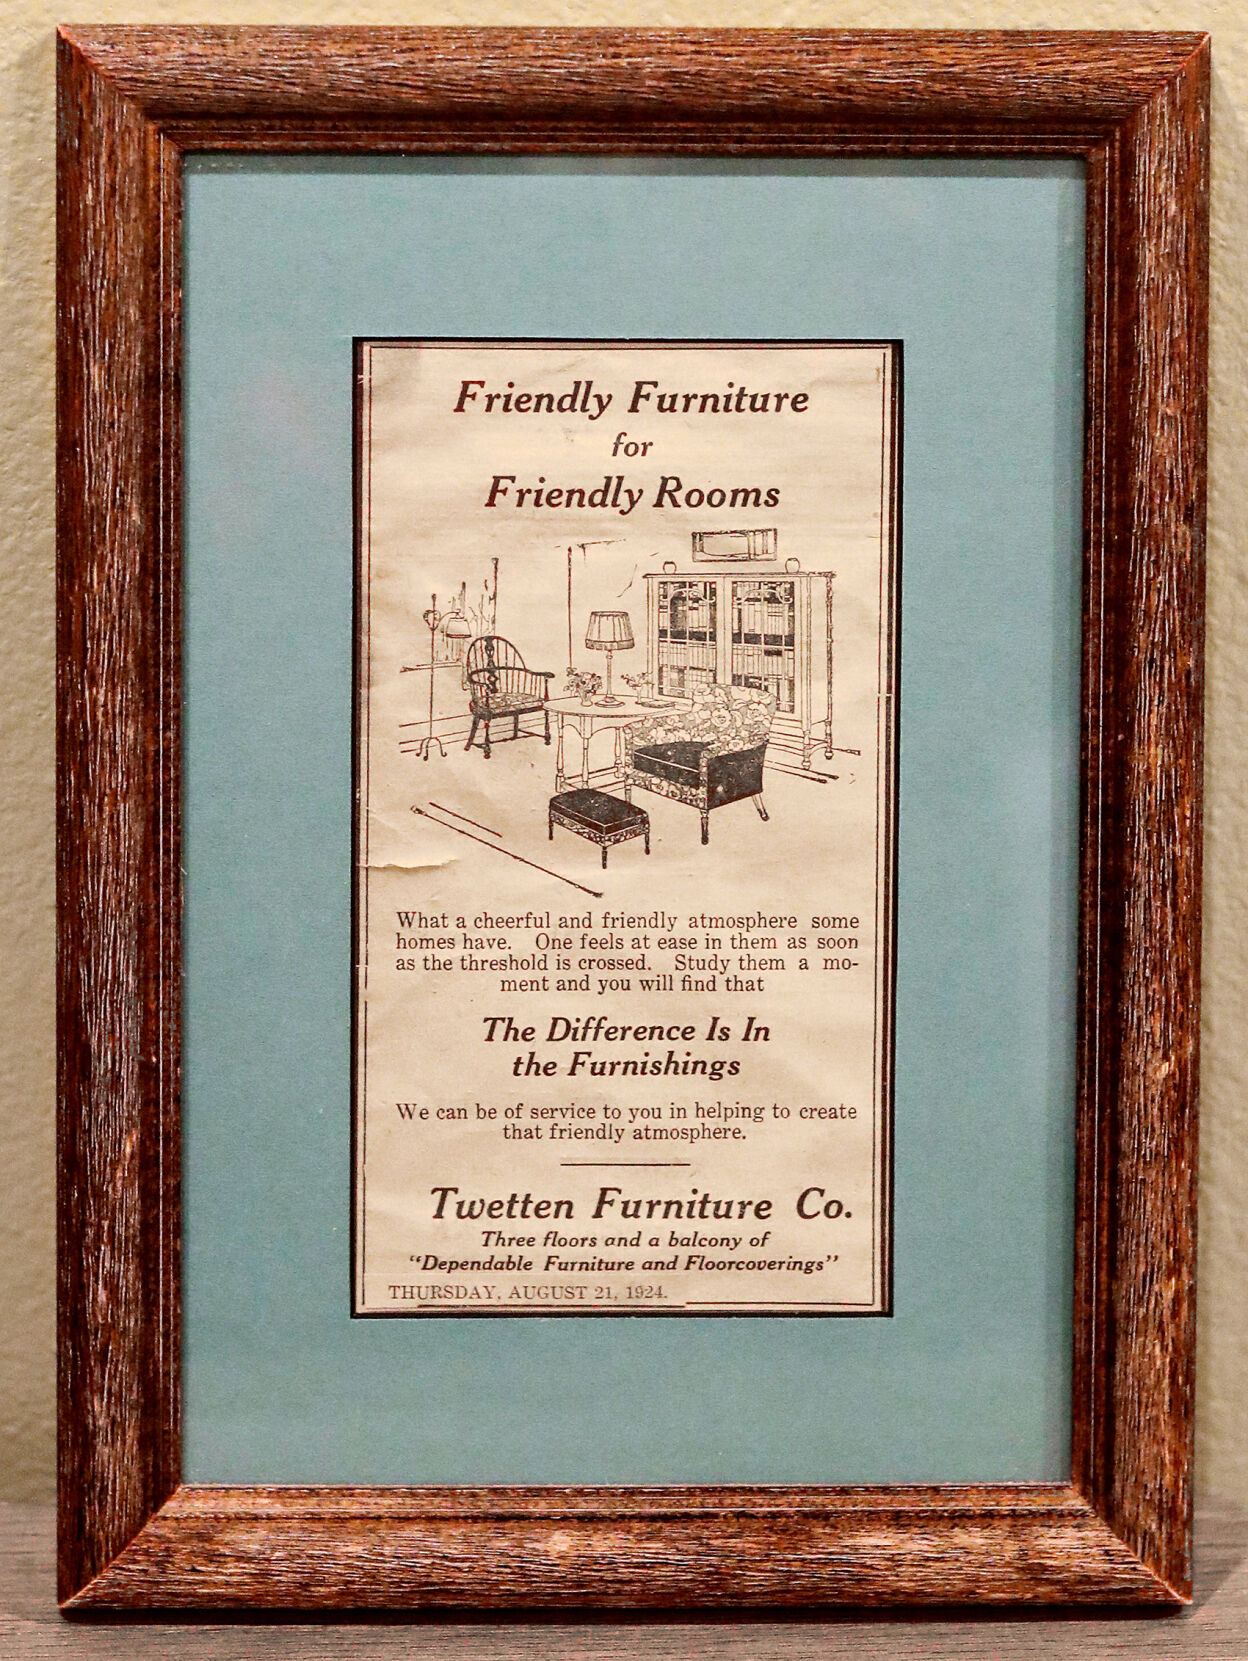 Friendly Furniture
for
Friendly Rooms
What a cheerful and friendly atmosphere some
homes have. One feels at ease in them as soon
as the threshold is crossed. Study them a mo-
ment and you will find that
The Difference Is In
the Furnishings
We can be of service to you in helping to create
that friendly atmosphere.
Twetten Furniture Co.
Three floors and a balcony of
“Dependable Furniture and Floorcoverings”
THURSDAY, AUGUST 21, 1924.